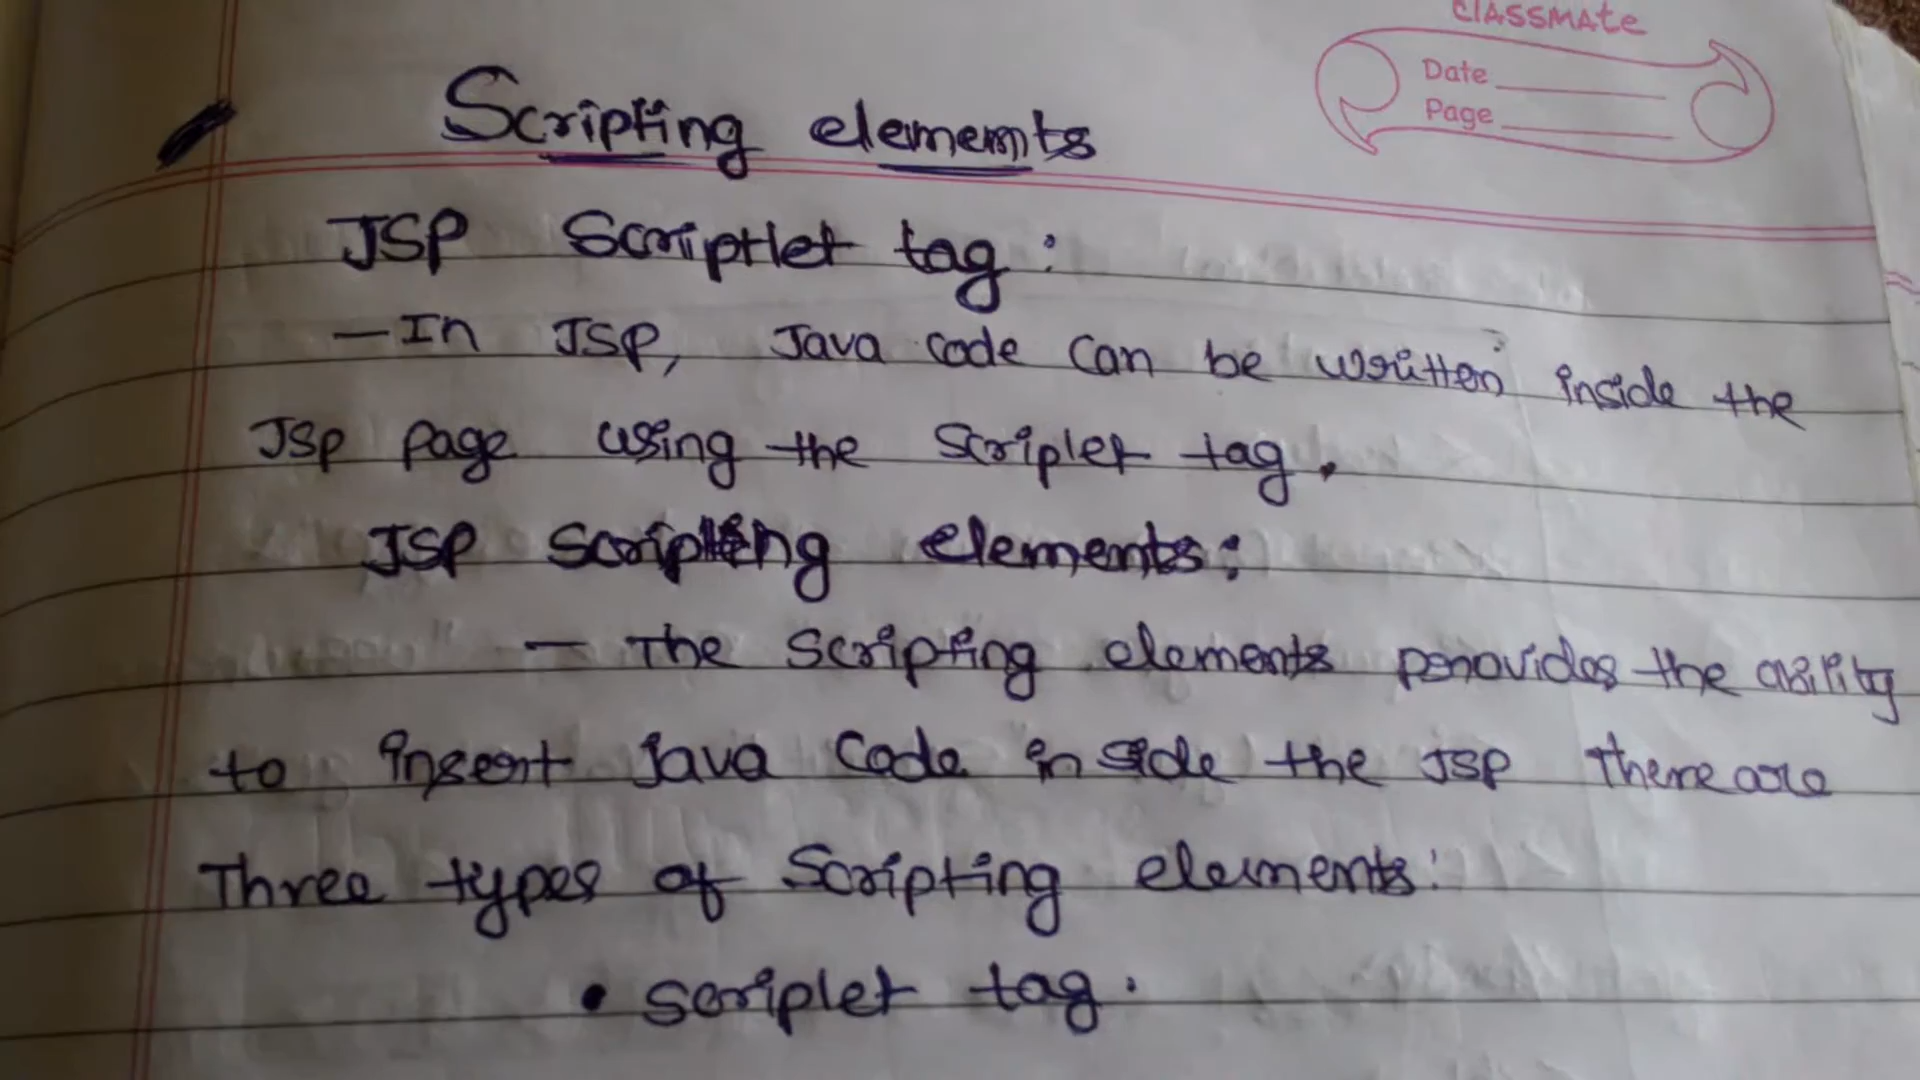 classmate
Date
Page
Scripting elements
JSP Scriptlet tag :
— In JSP, Java code can be written inside the
JSP page using the Scriplet tag.
JSP Scripting elements:
— The Scripting elements provides the ability
to insert Java Code inside the JSP There are
Three types of Scripting elements:
• Scriplet tag.